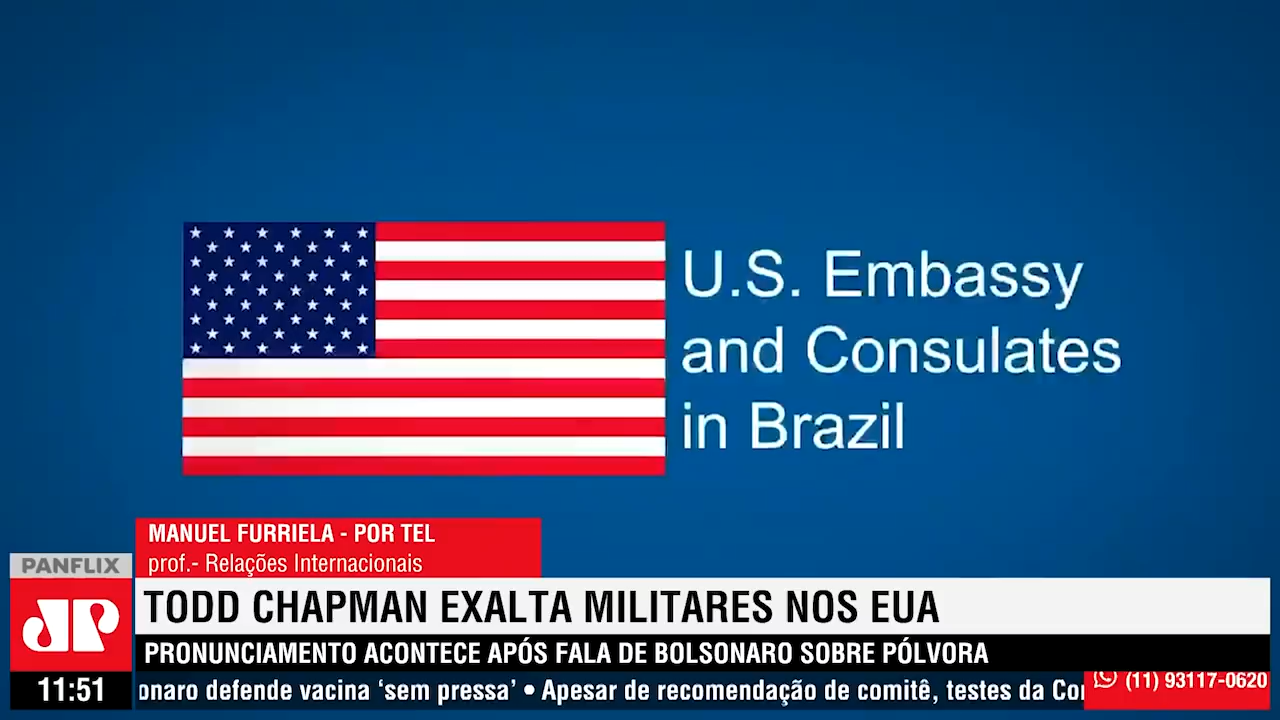 U.S. Embassy
and Consulates
in Brazil
MANUEL FURRIELA - POR TEL
prof.- Relações Internacionais
PANFLIX
JP
TODD CHAPMAN EXALTA MILITARES NOS EUA
PRONUNCIAMENTO ACONTECE APÓS FALA DE BOLSONARO SOBRE PÓLVORA
11:51
onaro defende vacina ‘sem pressa’ • Apesar de recomendação de comitê, testes da Cor
(11) 93117-0620